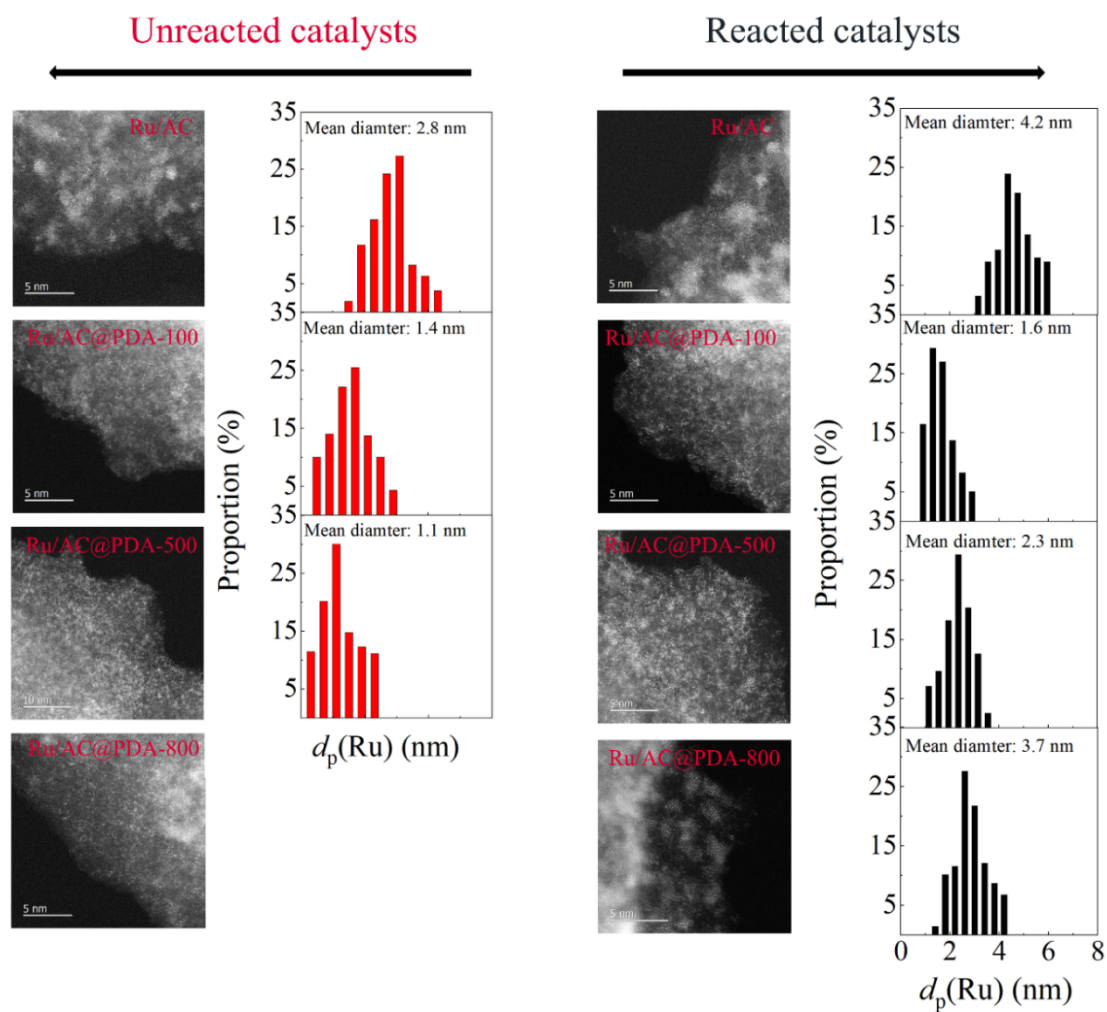 Unreacted catalysts
Reacted catalysts
Ru/AC
5 nm
Ru/AC@PDA-100
5 nm
Ru/AC@PDA-500
10 nm
Ru/AC@PDA-800
5 nm
Proportion (%)
35
Mean diamter: 2.8 nm
25
15
5
35
Mean diamter: 1.4 nm
25
15
5
35
Mean diamter: 1.1 nm
25
15
5
dp(Ru) (nm)
Ru/AC
5 nm
Ru/AC@PDA-100
5 nm
Ru/AC@PDA-500
5 nm
Ru/AC@PDA-800
5 nm
Proportion (%)
35
Mean diamter: 4.2 nm
25
15
5
35
Mean diamter: 1.6 nm
25
15
5
35
Mean diamter: 2.3 nm
25
15
5
35
Mean diamter: 3.7 nm
25
15
5
0 2 4 6 8
dp(Ru) (nm)